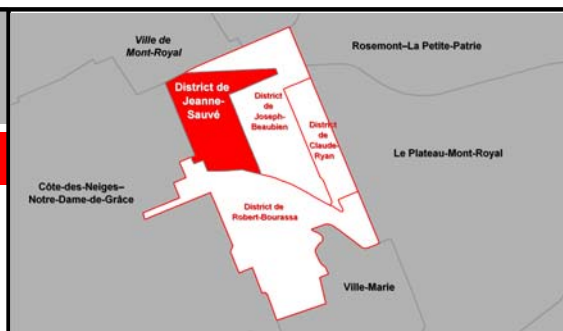 Ville de
Mont-Royal
Rosemont–La Petite-Patrie
District de
Jeanne-
Sauvé
District
de
Joseph-
Beaubien
District
de
Claude-
Ryan
Le Plateau-Mont-Royal
Côte-des-Neiges–
Notre-Dame-de-Grâce
District de
Robert-Bourassa
Ville-Marie